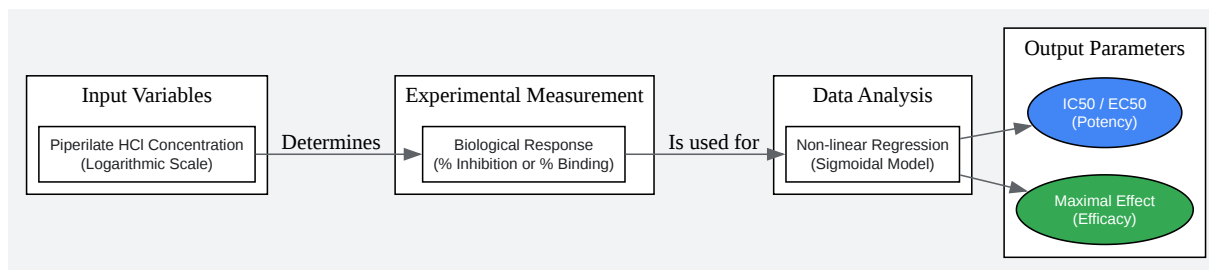 Input Variables
Piperilate HCl Concentration
(Logarithmic Scale)
Determines
Experimental Measurement
Biological Response
(% Inhibition or % Binding)
Is used for
Data Analysis
Non-linear Regression
(Sigmoidal Model)
Output Parameters
IC50 / EC50
(Potency)
Maximal Effect
(Efficacy)